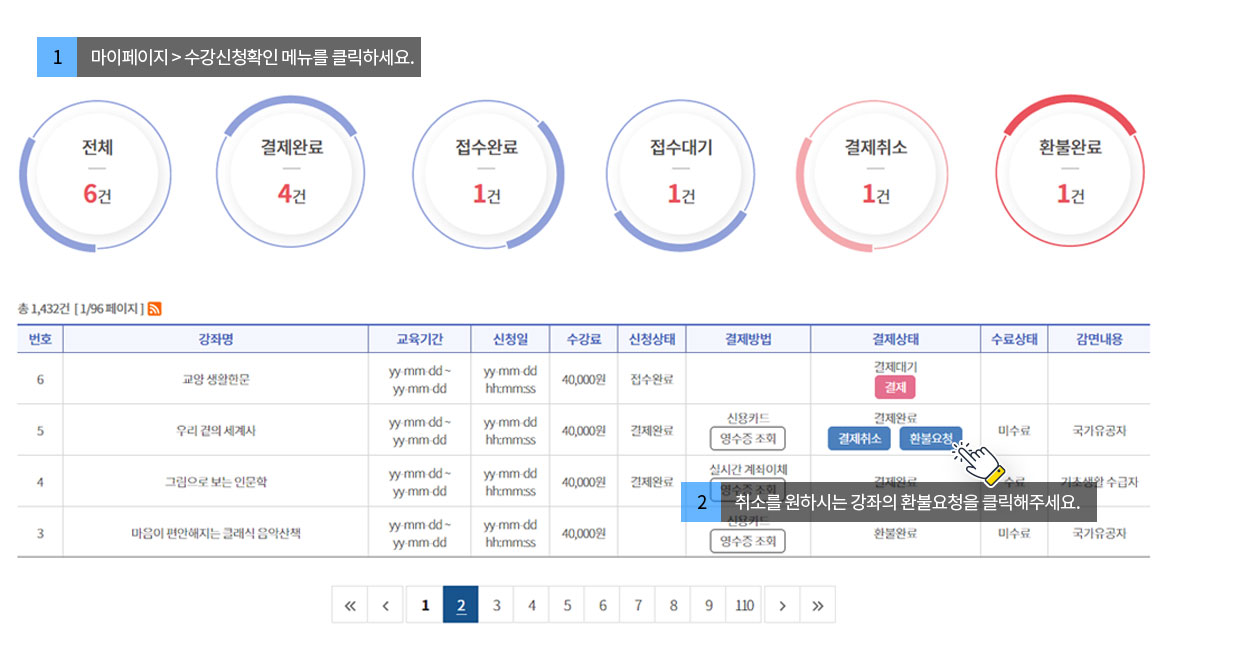 1 마이페이지 > 수강신청확인 메뉴를 클릭하세요.
전체 결제완료 접수완료 접수대기 결제취소 환불완료
6건 4건 1건 1건 1건 1건
총 1,432건 [ 1/96 페이지 ]
번호 강좌명 교육기간 신청일 수강료 신청상태 결제방법 결제상태 수료상태 감면내용
6 교양 생활한문 yy-mm-dd ~ yy-mm-dd yy-mm-dd hh:mm:ss 40,000원 접수완료 결제대기 결제
5 우리 곁의 세계사 yy-mm-dd ~ yy-mm-dd yy-mm-dd hh:mm:ss 40,000원 결제완료 신용카드 영수증 조회 결제완료 결제취소 환불요청 미수료 국가유공자
4 그림으로 보는 인문학 yy-mm-dd ~ yy-mm-dd yy-mm-dd hh:mm:ss 40,000원 결제완료 실시간 계좌이체 영수증 조회 결제완료 수료 기초생활 수급자
2 취소를 원하시는 강좌의 환불요청을 클릭해주세요.
3 마음이 편안해지는 클래식 음악산책 yy-mm-dd ~ yy-mm-dd yy-mm-dd hh:mm:ss 40,000원 신용카드 영수증 조회 환불완료 미수료 국가유공자
« ‹ 1 2 3 4 5 6 7 8 9 110 › »